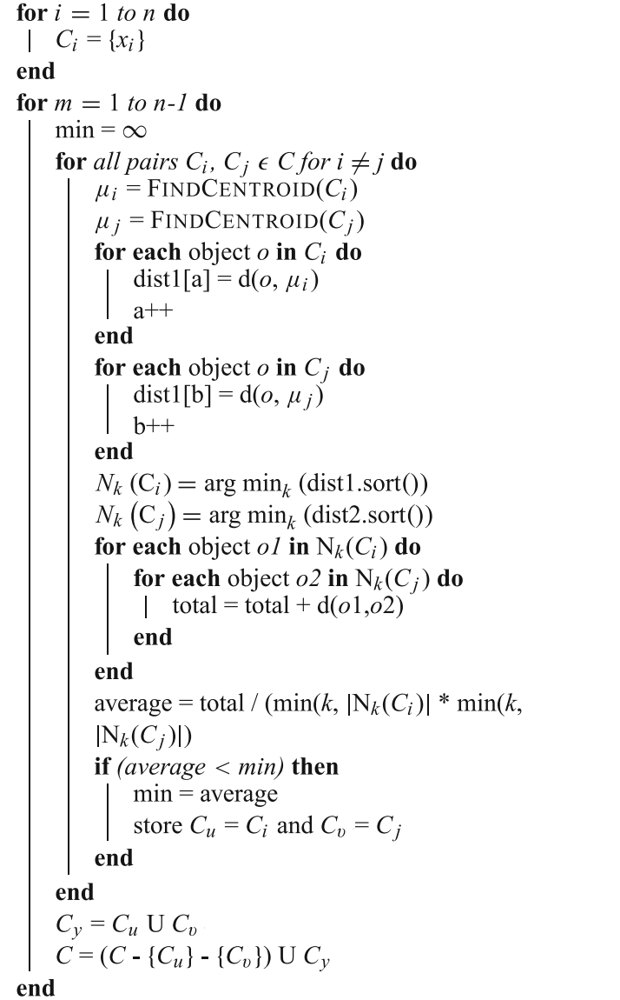 for i = 1 to n do
C_i = {x_i}
end
for m = 1 to n-1 do
min = ∞
for all pairs C_i, C_j ϵ C for i ≠ j do
μ_i = FINDCENTROID(C_i)
μ_j = FINDCENTROID(C_j)
for each object o in C_i do
dist1[a] = d(o, μ_i)
a++
end
for each object o in C_j do
dist1[b] = d(o, μ_j)
b++
end
N_k (C_i) = arg min_k (dist1.sort())
N_k (C_j) = arg min_k (dist2.sort())
for each object o1 in N_k(C_i) do
for each object o2 in N_k(C_j) do
total = total + d(o1,o2)
end
end
average = total / (min(k, |N_k(C_i)| * min(k,
|N_k(C_j)|)
if (average < min) then
min = average
store C_u = C_i and C_v = C_j
end
end
C_y = C_u U C_v
C = (C - {C_u} - {C_v}) U C_y
end